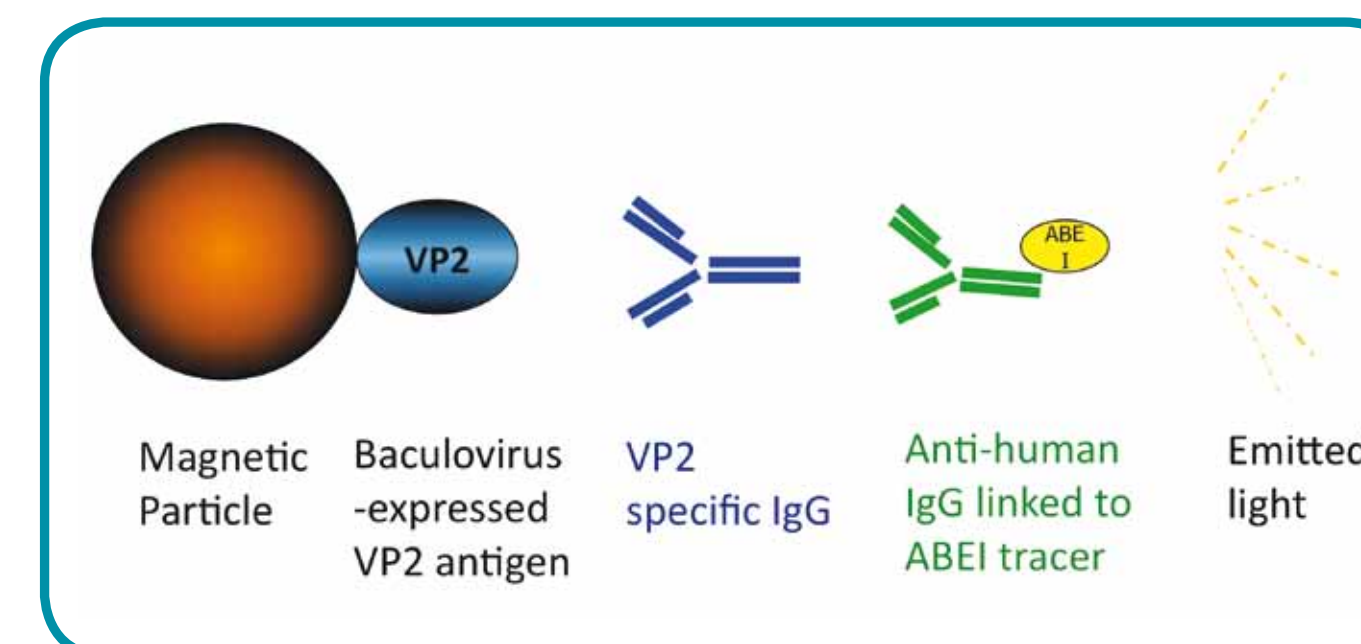 VP2
ABE
I
Magnetic
Particle
Baculovirus
-expressed
VP2 antigen
VP2
specific IgG
Anti-human
IgG linked to
ABEI tracer
Emitted
light